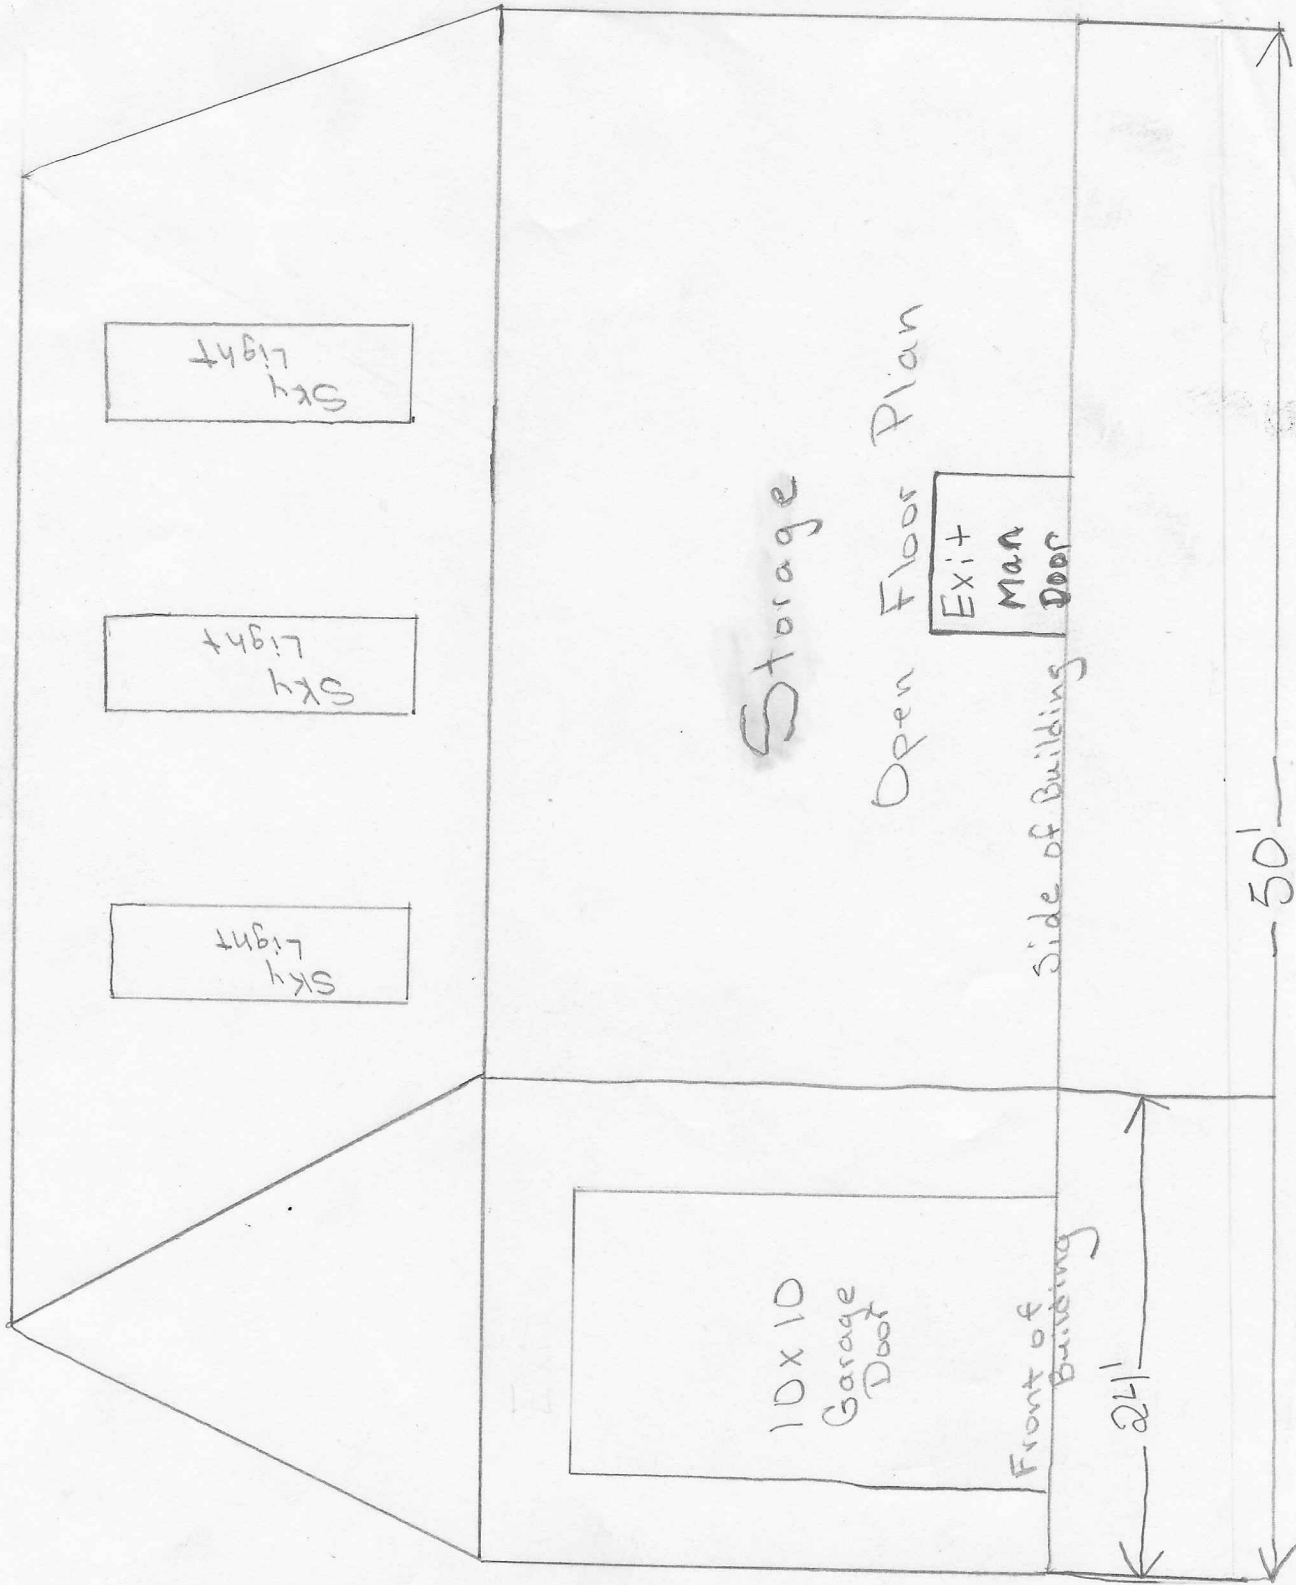 Sky
Light
Sky
Light
Sky
Light
Storage
Open Floor Plan
Exit
Man
Door
Side of Building
10 x 10
Garage
Door
Front of
Building
24'
50'